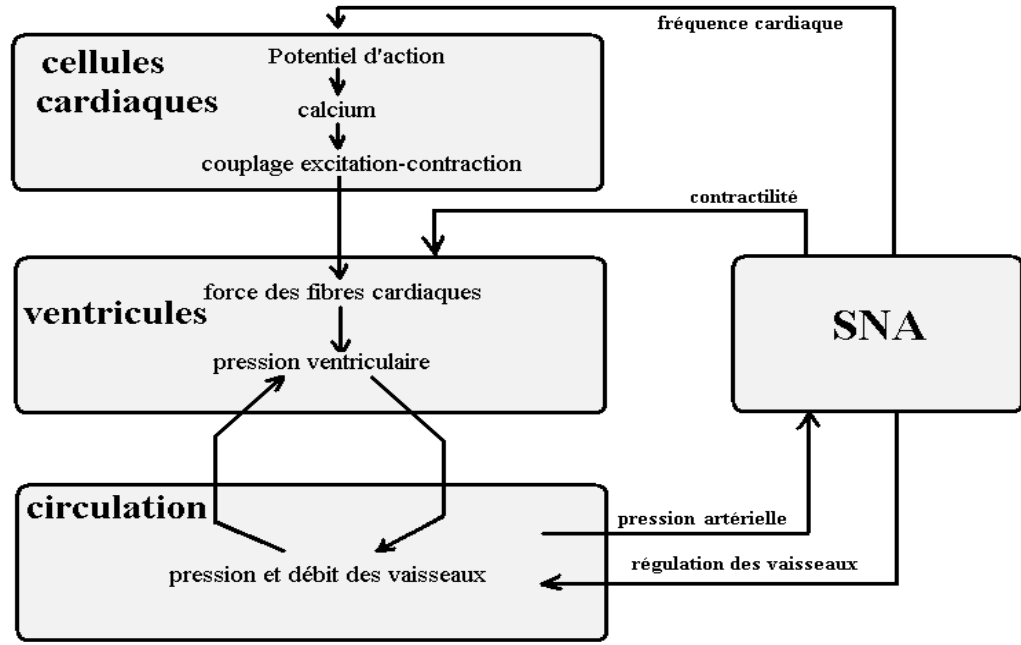 fréquence cardiaque
cellules
cardiaques
Potentiel d'action
calcium
couplage excitation-contraction
contractilité
ventricules
force des fibres cardiaques
pression ventriculaire
SNA
circulation
pression artérielle
régulation des vaisseaux
pression et débit des vaisseaux